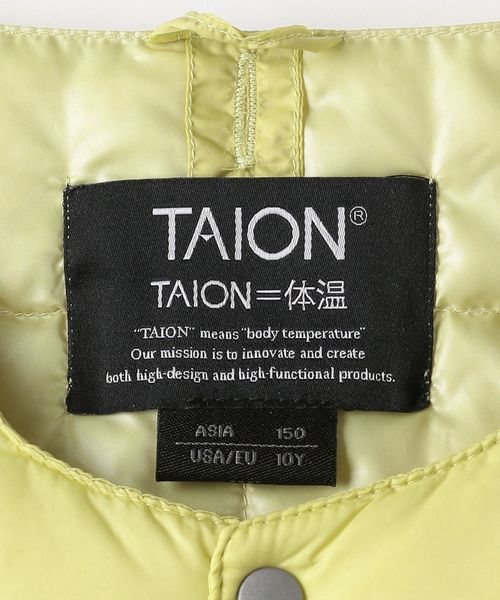 TAION®
TAION=体温
"TAION" means "body temperature"
Our mission is to innovate and create
both high-design and high-functional products.
ASIA 150
USA/EU 10Y